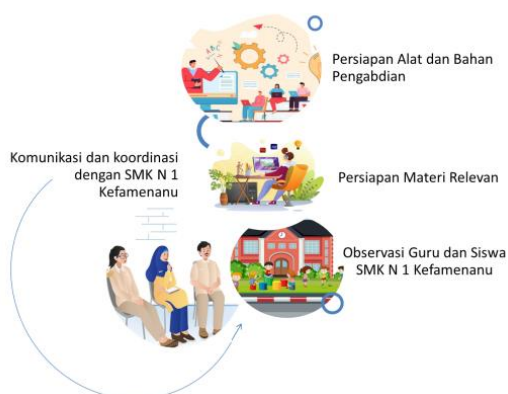 Persiapan Alat dan Bahan
Pengabdian
Komunikasi dan koordinasi
dengan SMK N 1
Kefamenanu
Persiapan Materi Relevan
Observasi Guru dan Siswa
SMK N 1 Kefamenanu